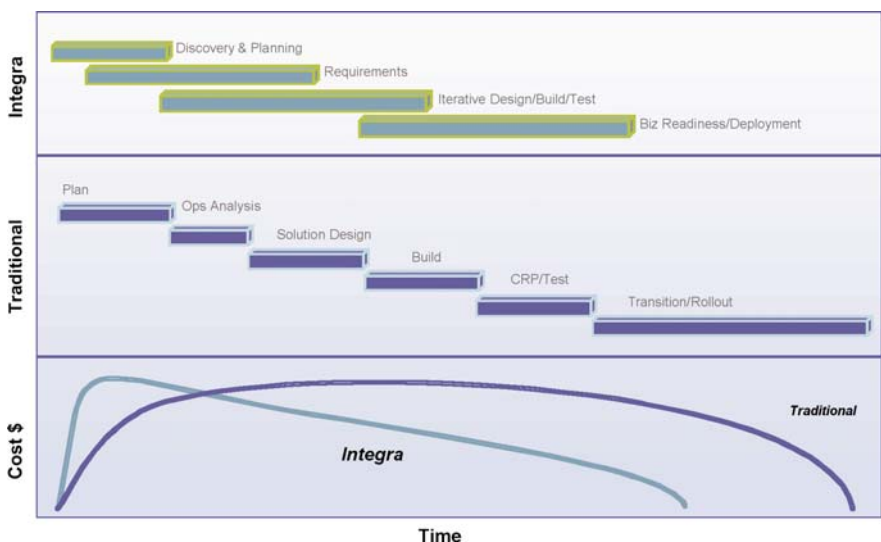 Integra
Discovery & Planning
Requirements
Iterative Design/Build/Test
Biz Readiness/Deployment
Traditional
Plan
Ops Analysis
Solution Design
Build
CRP/Test
Transition/Rollout
Cost $
Traditional
Integra
Time